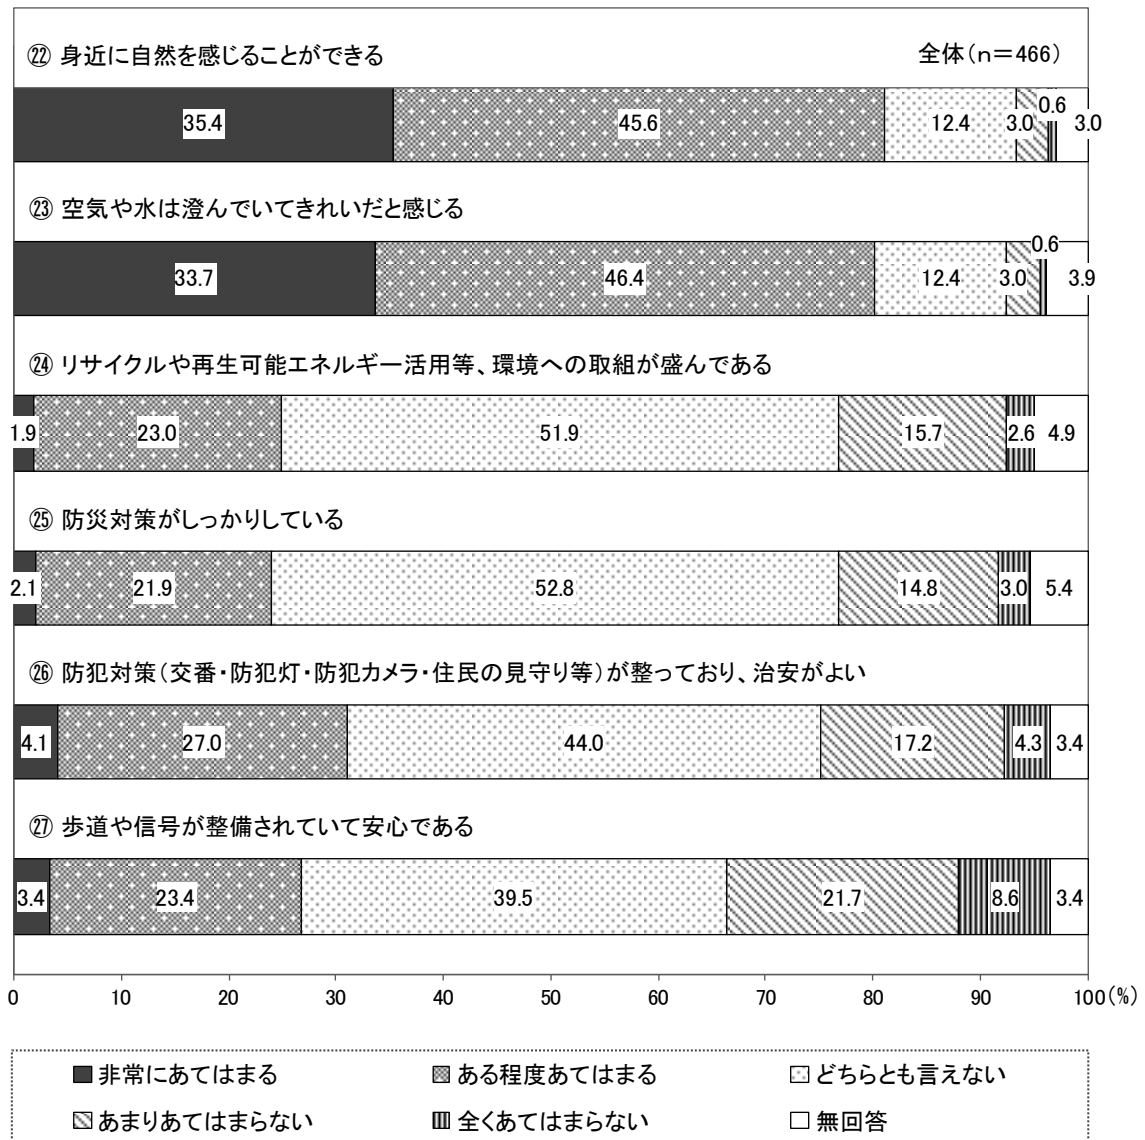 ㉒ 身近に自然を感じることができる 全体（ｎ＝466）
35.4 45.6 12.4 3.0 0.6 3.0
㉓ 空気や水は澄んでいてきれいだと感じる
33.7 46.4 12.4 3.0 0.6 3.9
㉔ リサイクルや再生可能エネルギー活用等、環境への取組が盛んである
1.9 23.0 51.9 15.7 2.6 4.9
㉕ 防災対策がしっかりしている
2.1 21.9 52.8 14.8 3.0 5.4
㉖ 防犯対策（交番・防犯灯・防犯カメラ・住民の見守り等）が整っており、治安がよい
4.1 27.0 44.0 17.2 4.3 3.4
㉗ 歩道や信号が整備されていて安心である
3.4 23.4 39.5 21.7 8.6 3.4
0 10 20 30 40 50 60 70 80 90 100（%）
非常にあてはまる ある程度あてはまる どちらとも言えない
あまりあてはまらない 全くあてはまらない 無回答